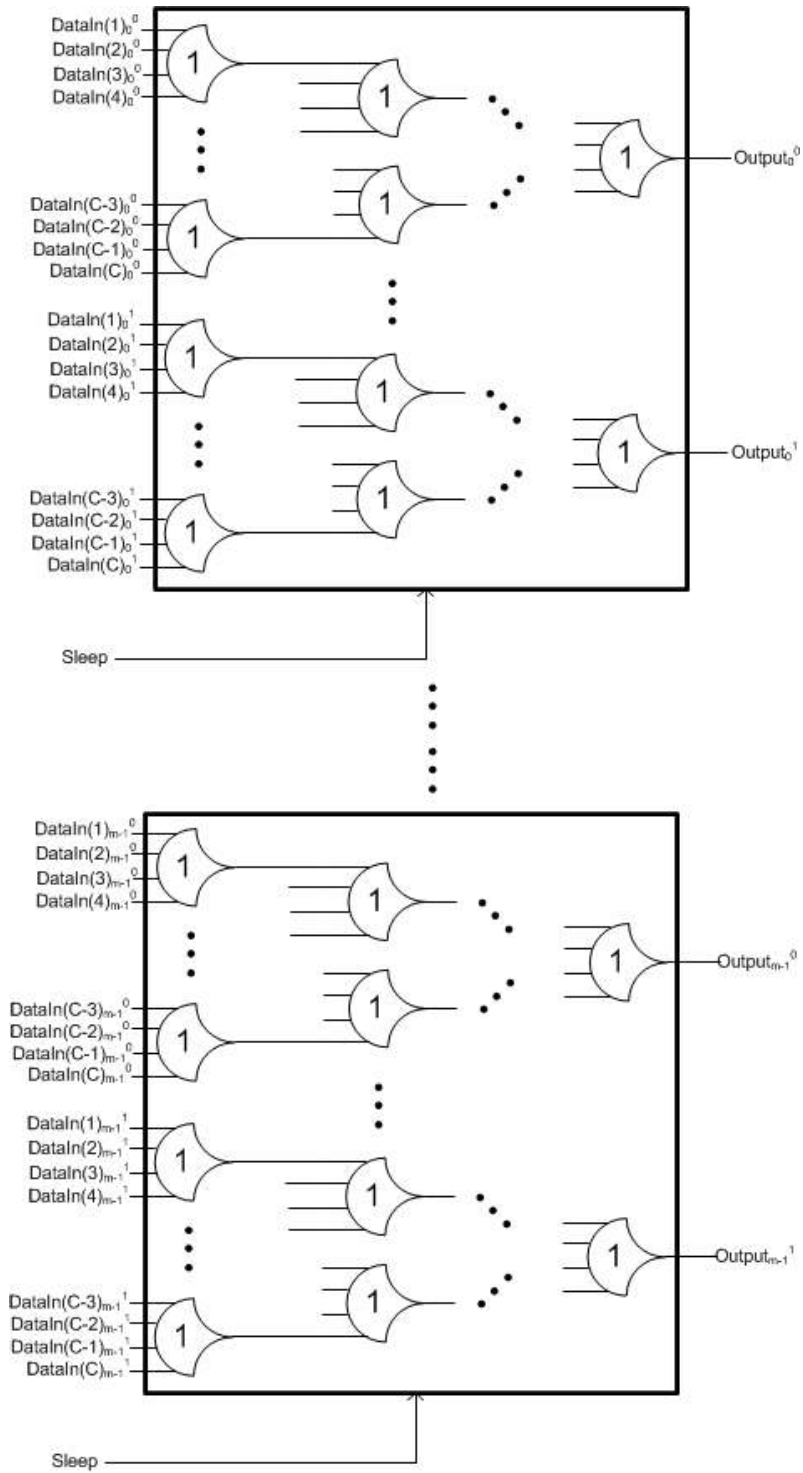 DataIn(1)₀⁰
DataIn(2)₀⁰
DataIn(3)₀⁰
DataIn(4)₀⁰
1
1
1
Output₀⁰
DataIn(C-3)₀⁰
DataIn(C-2)₀⁰
DataIn(C-1)₀⁰
DataIn(C)₀⁰
1
1
DataIn(1)₀¹
DataIn(2)₀¹
DataIn(3)₀¹
DataIn(4)₀¹
1
1
1
Output₀¹
DataIn(C-3)₀¹
DataIn(C-2)₀¹
DataIn(C-1)₀¹
DataIn(C)₀¹
1
1
Sleep
DataIn(1)ₘ₋₁⁰
DataIn(2)ₘ₋₁⁰
DataIn(3)ₘ₋₁⁰
DataIn(4)ₘ₋₁⁰
1
1
1
Outputₘ₋₁⁰
DataIn(C-3)ₘ₋₁⁰
DataIn(C-2)ₘ₋₁⁰
DataIn(C-1)ₘ₋₁⁰
DataIn(C)ₘ₋₁⁰
1
1
DataIn(1)ₘ₋₁¹
DataIn(2)ₘ₋₁¹
DataIn(3)ₘ₋₁¹
DataIn(4)ₘ₋₁¹
1
1
1
Outputₘ₋₁¹
DataIn(C-3)ₘ₋₁¹
DataIn(C-2)ₘ₋₁¹
DataIn(C-1)ₘ₋₁¹
DataIn(C)ₘ₋₁¹
1
1
Sleep